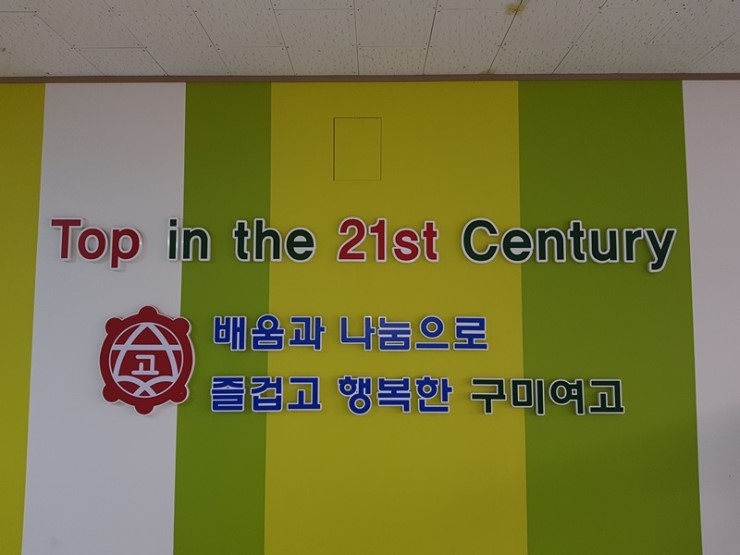 Top in the 21st Century
배움과 나눔으로
고
즐겁고 행복한 구미여고